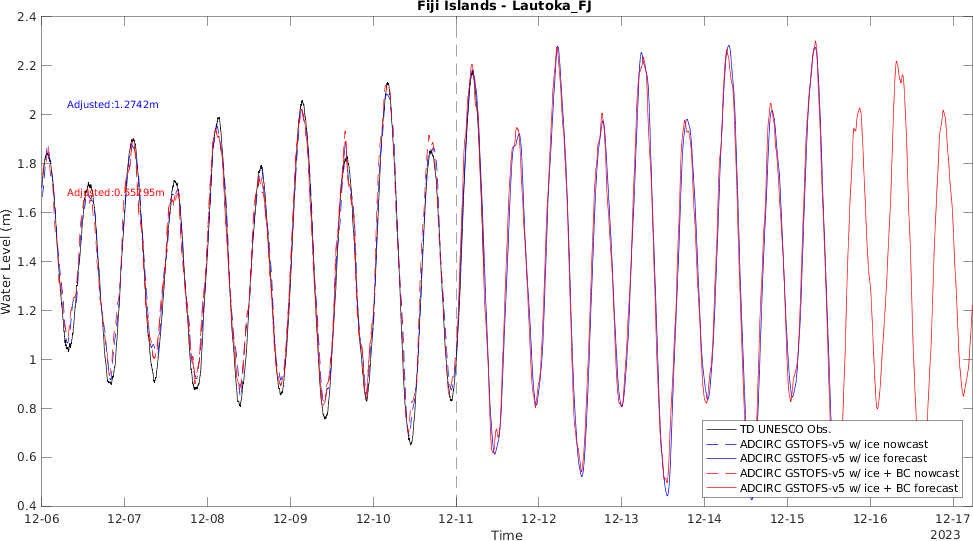 Fiji Islands - Lautoka_FJ
2.4
2.2
2
1.8
1.6
1.4
1.2
1
0.8
0.6
0.4
Water Level (m)
Adjusted:1.2742m
Adjusted:0.55295m
TD UNESCO Obs.
ADCIRC GSTOFS-v5 w/ ice nowcast
ADCIRC GSTOFS-v5 w/ ice forecast
ADCIRC GSTOFS-v5 w/ ice + BC nowcast
ADCIRC GSTOFS-v5 w/ ice + BC forecast
12-06 12-07 12-08 12-09 12-10 12-11 12-12 12-13 12-14 12-15 12-16 12-17
Time
2023